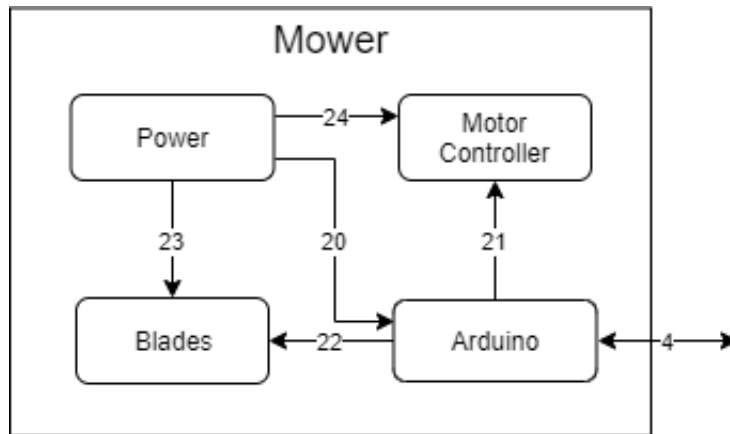 Mower
Power
24
Motor
Controller
23
20
21
Blades
22
Arduino
4